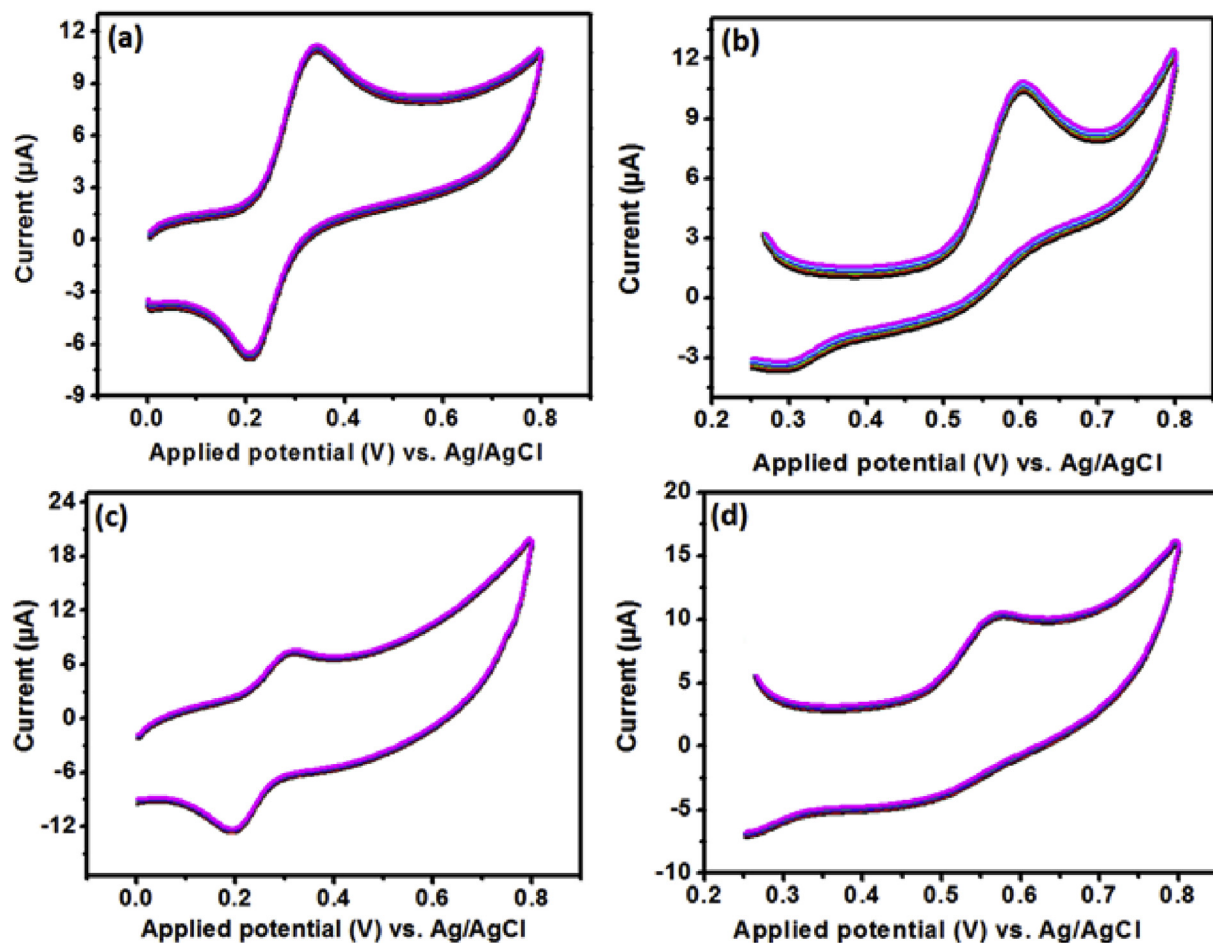 (a)
12
9
6
3
0
-3
-6
-9
Current (µA)
0.0 0.2 0.4 0.6 0.8
Applied potential (V) vs. Ag/AgCl
(b)
12
9
6
3
0
-3
Current (µA)
0.2 0.3 0.4 0.5 0.6 0.7 0.8
Applied potential (V) vs. Ag/AgCl
(c)
24
18
12
6
0
-6
-12
Current (µA)
0.0 0.2 0.4 0.6 0.8
Applied potential (V) vs. Ag/AgCl
(d)
20
15
10
5
0
-5
-10
Current (µA)
0.2 0.3 0.4 0.5 0.6 0.7 0.8
Applied potential (V) vs. Ag/AgCl